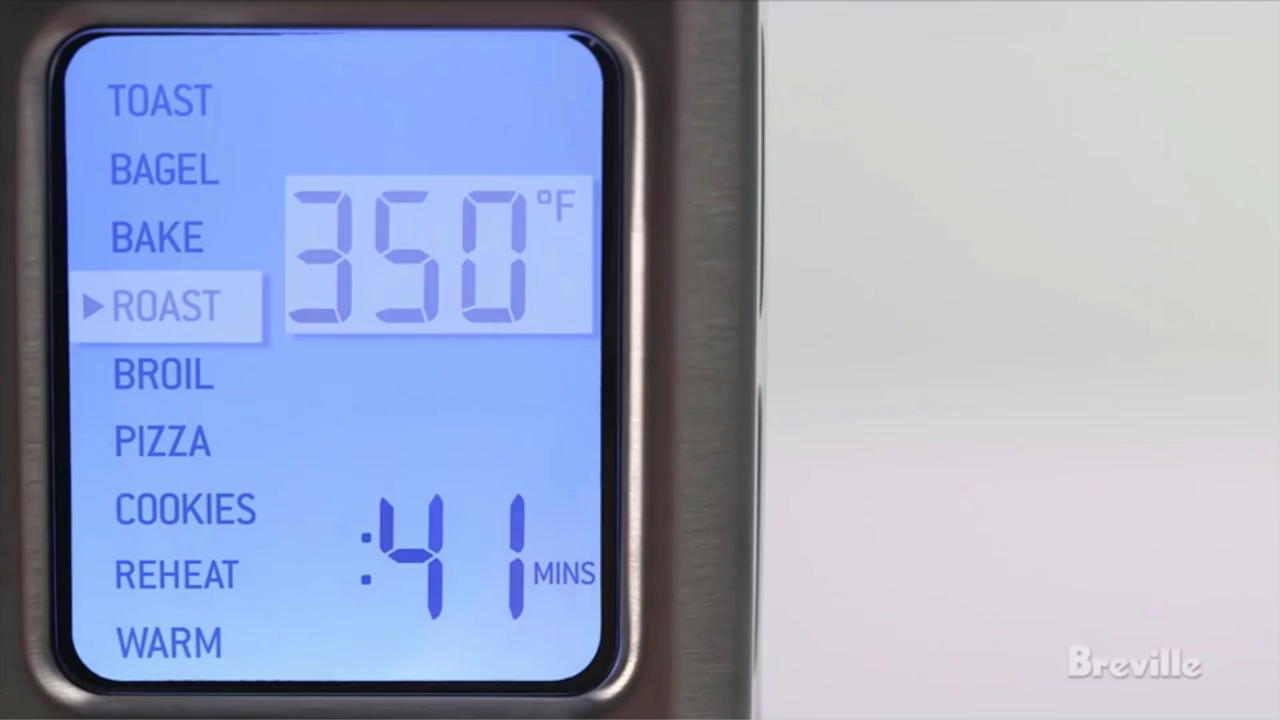 TOAST
BAGEL
BAKE
350°F
▶ROAST
BROIL
PIZZA
COOKIES
REHEAT
:41 MINS
WARM
Breville